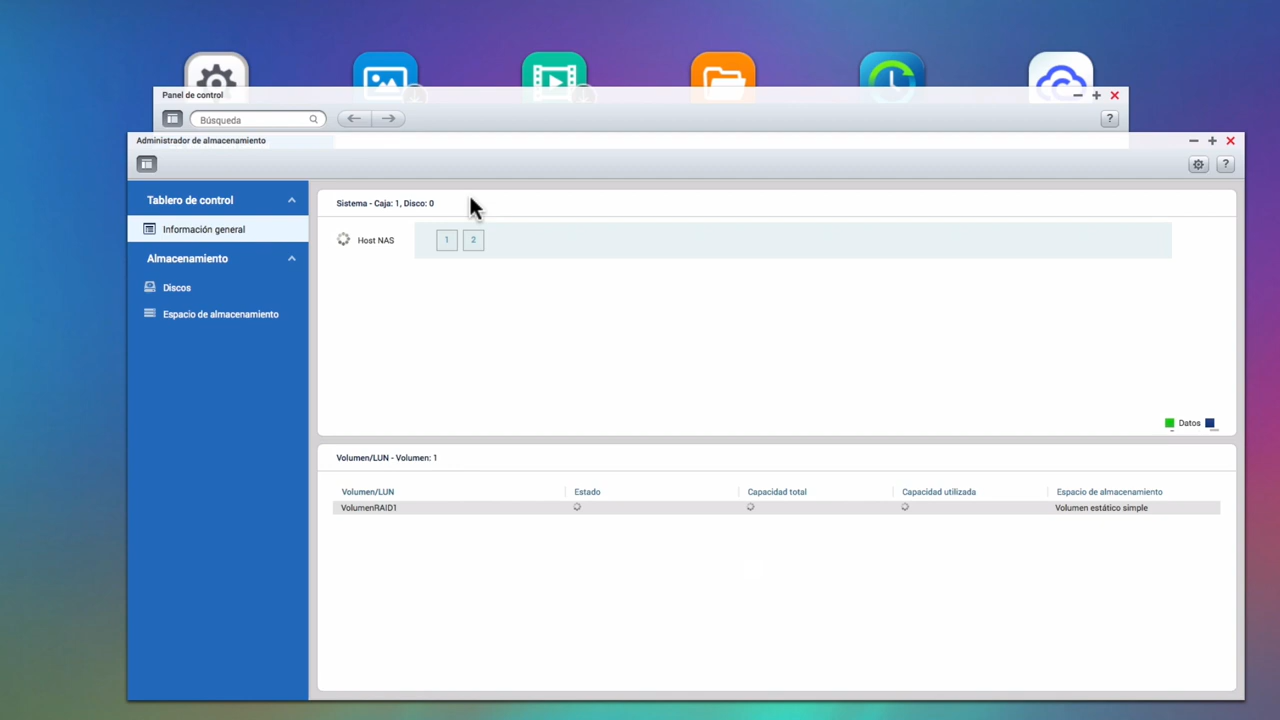 Panel de control
Búsqueda
?
Administrador de almacenamiento
?
Tablero de control
Información general
Almacenamiento
Discos
Espacio de almacenamiento
Sistema - Caja: 1, Disco: 0
Host NAS
1 2
Datos
Volumen/LUN - Volumen: 1
Volumen/LUN Estado Capacidad total Capacidad utilizada Espacio de almacenamiento
VolumenRAID1 Volumen estático simple